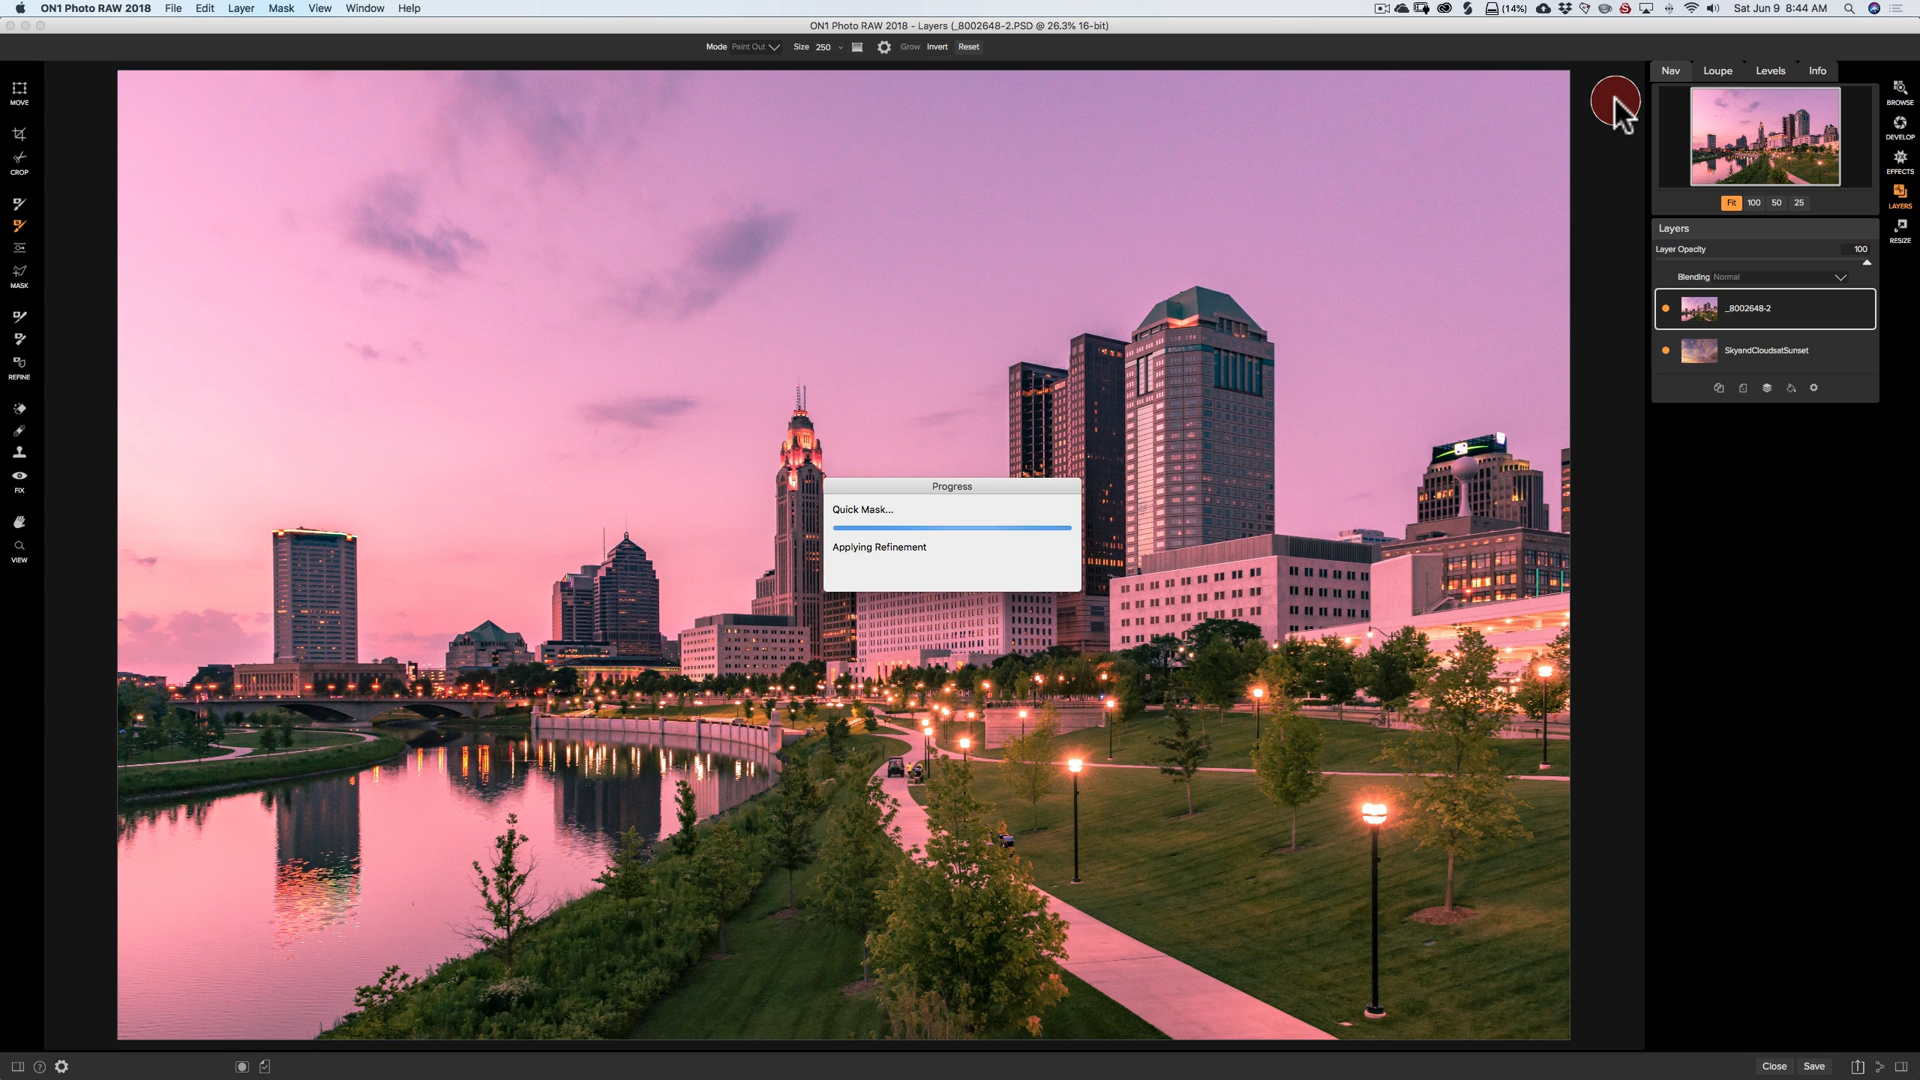 ON1 Photo RAW 2018 File Edit Layer Mask View Window Help (14%) Sat Jun 9 8:44 AM
ON1 Photo RAW 2018 - Layers (_8002648-2.PSD @ 26.3% 16-bit)
Mode Paint Out Size 250 Grow Invert Reset
MOVE
CROP
MASK
REFINE
FIX
VIEW
Progress
Quick Mask...
Applying Refinement
Nav Loupe Levels Info
Fit 100 50 25
Layers
Layer Opacity 100
Blending Normal
_8002648-2
SkyandCloudsatSunset
BROWSE
DEVELOP
EFFECTS
LAYERS
RESIZE
Close Save